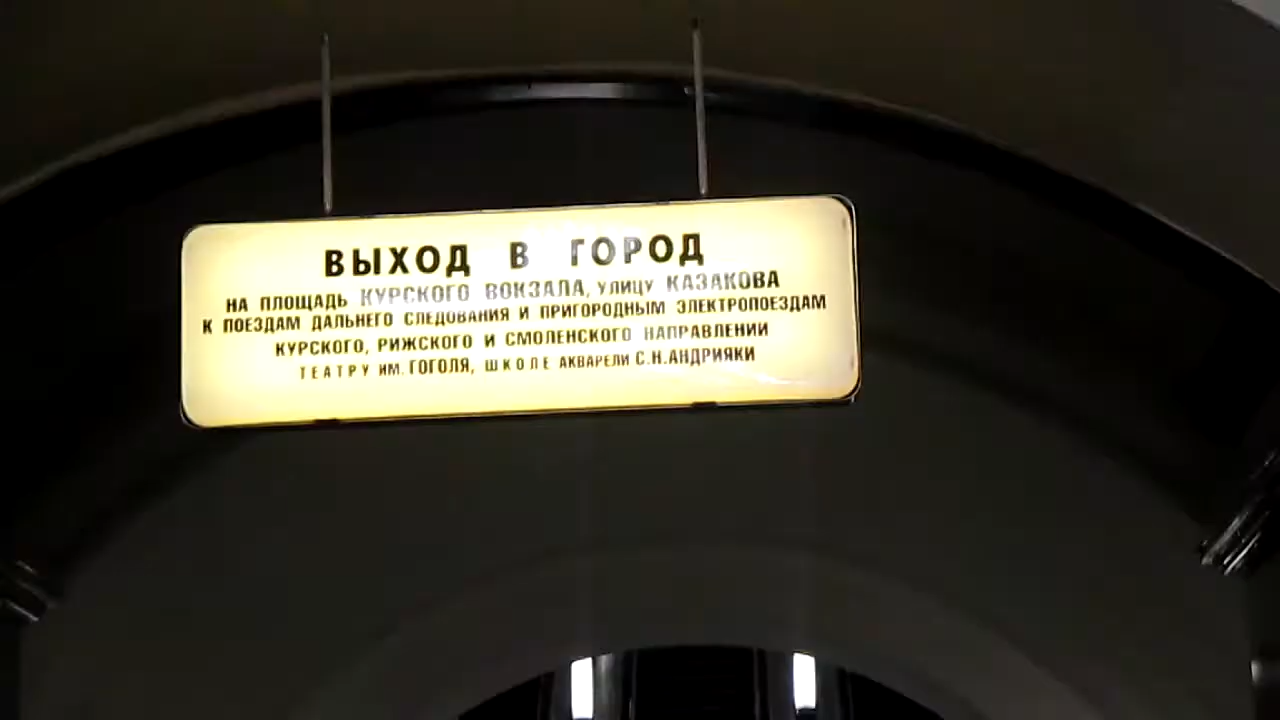 ВЫХОД В ГОРОД
НА ПЛОЩАДЬ КУРСКОГО ВОКЗАЛА, УЛИЦУ КАЗАКОВА
К ПОЕЗДАМ ДАЛЬНЕГО СЛЕДОВАНИЯ И ПРИГОРОДНЫМ ЭЛЕКТРОПОЕЗДАМ
КУРСКОГО, РИЖСКОГО И СМОЛЕНСКОГО НАПРАВЛЕНИИ
ТЕАТРУ ИМ. ГОГОЛЯ, ШКОЛЕ АКВАРЕЛИ С.Н.АНДРИЯКИ